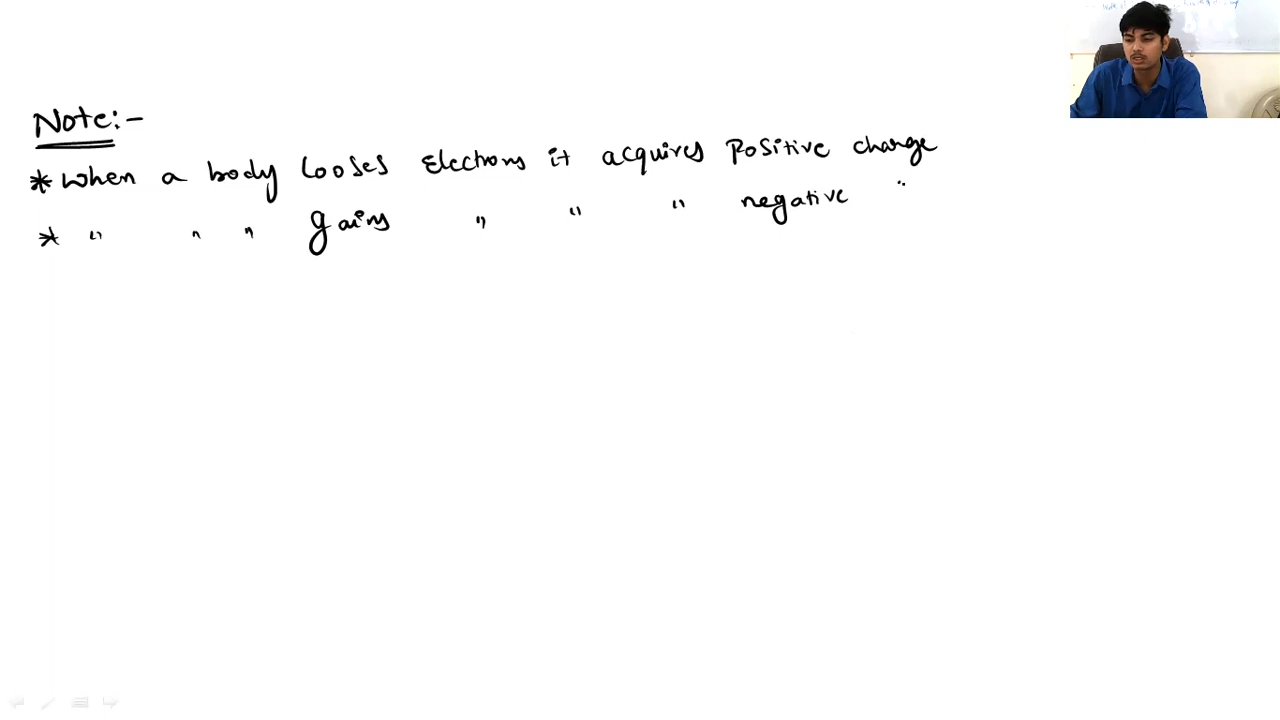 Note:-
* When a body Looses Electrons it acquires Positive charge
* " " " gains " " " negative "